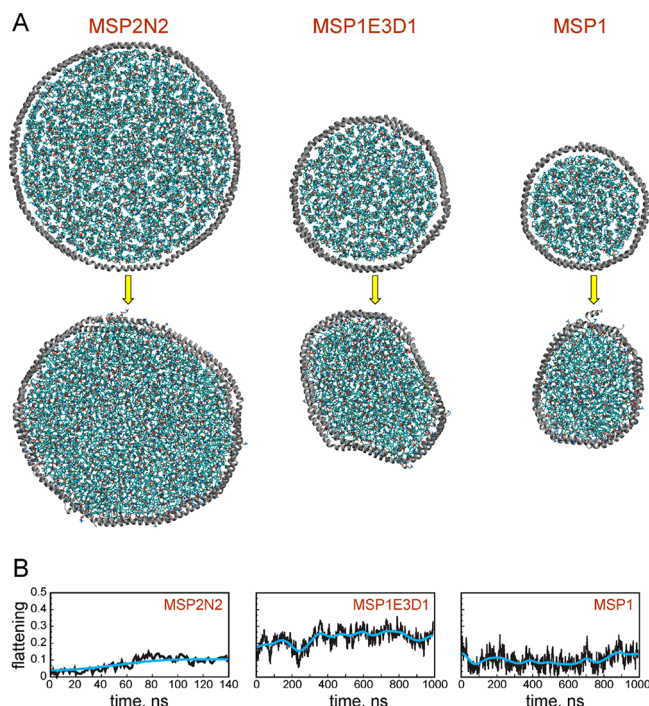 A
MSP2N2 MSP1E3D1 MSP1
B
flattening
0.5
0.4
0.3
0.2
0.1
0
MSP2N2
0 20 40 60 80 100 120 140
time, ns
MSP1E3D1
0 200 400 600 800 1000
time, ns
MSP1
0 200 400 600 800 1000
time, ns